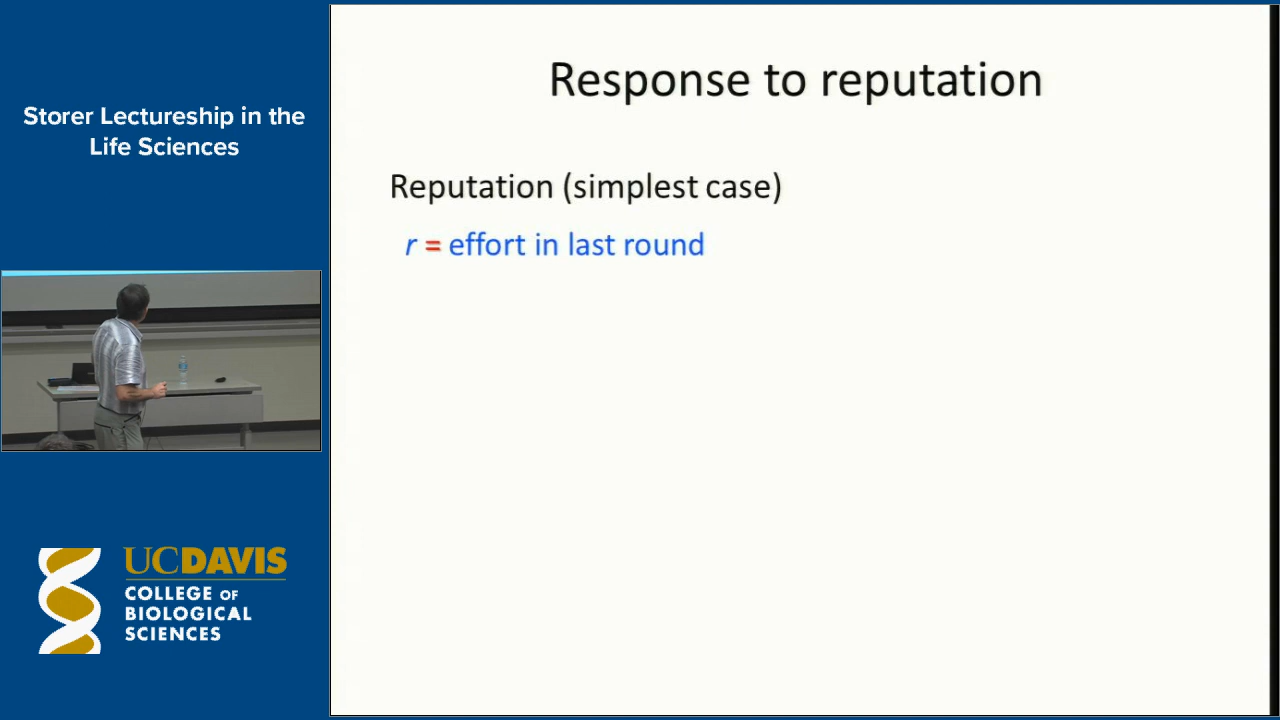 Storer Lectureship in the
Life Sciences
UCDAVIS
COLLEGE OF
BIOLOGICAL
SCIENCES
Response to reputation
Reputation (simplest case)
r = effort in last round